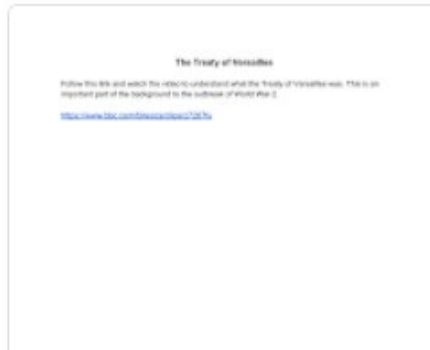 The Treaty of Versailles
Follow this link and watch the video to understand what the Treaty of Versailles was. This is an
important part of the background to the outbreak of World War 2.